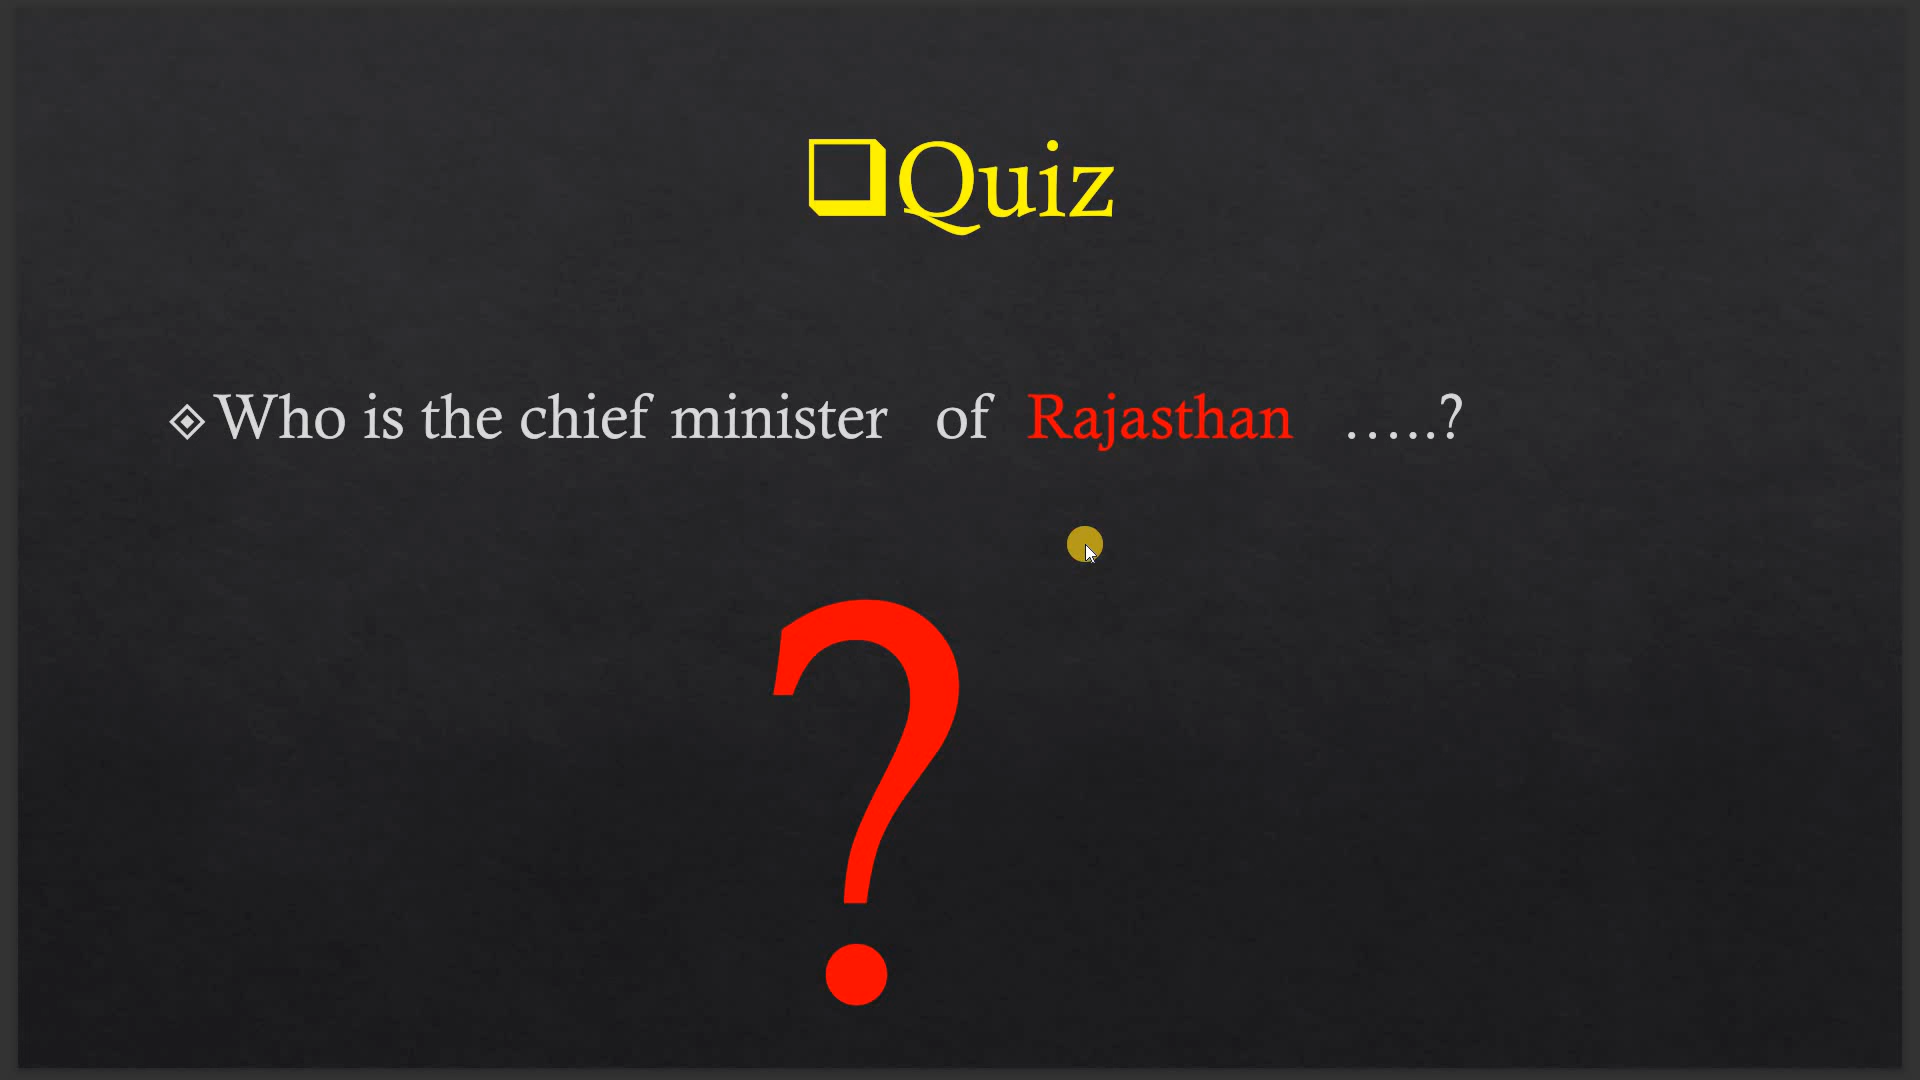 ❑Quiz
Who is the chief minister of Rajasthan …..?
?